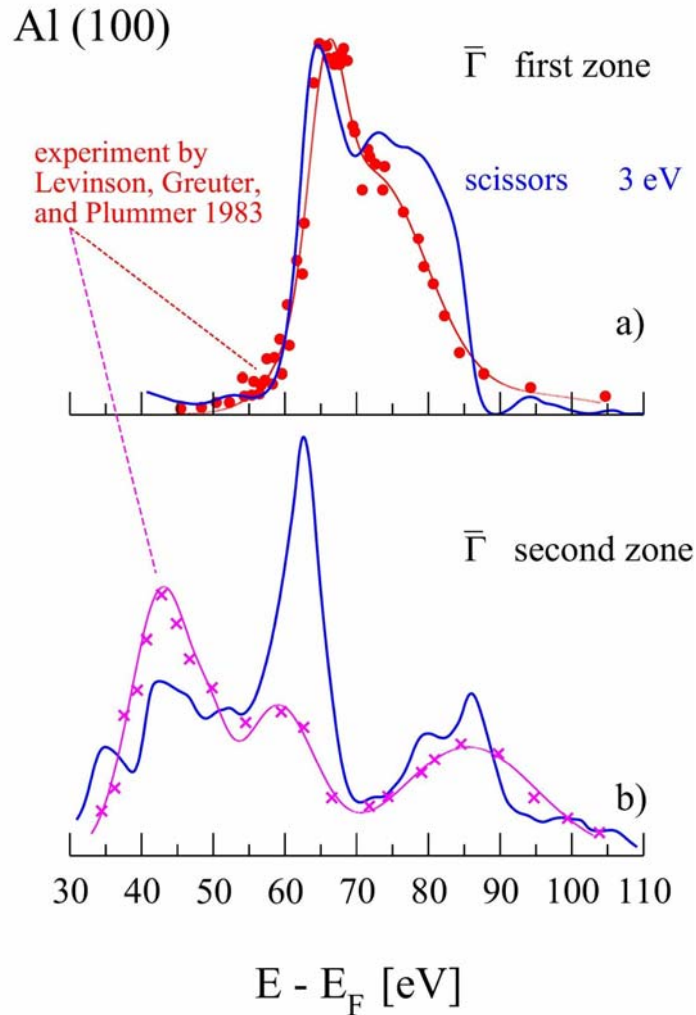 Al (100)
Γ̅ first zone
experiment by
Levinson, Greuter,
and Plummer 1983
scissors 3 eV
a)
Γ̅ second zone
b)
30 40 50 60 70 80 90 100 110
E - E_F [eV]